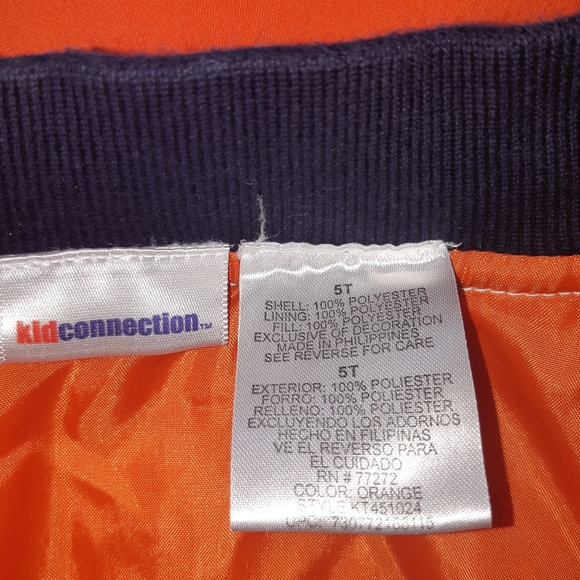 kidconnection™
5T
SHELL: 100% POLYESTER
LINING: 100% POLYESTER
FILL: 100% POLYESTER
EXCLUSIVE OF DECORATION
MADE IN PHILIPPINES
SEE REVERSE FOR CARE
5T
EXTERIOR: 100% POLIESTER
FORRO: 100% POLIESTER
RELLENO: 100% POLIESTER
EXCLUYENDO LOS ADORNOS
HECHO EN FILIPINAS
VE EL REVERSO PARA
EL CUIDADO
RN # 77272
COLOR: ORANGE
STYLE KT451024
UPC: